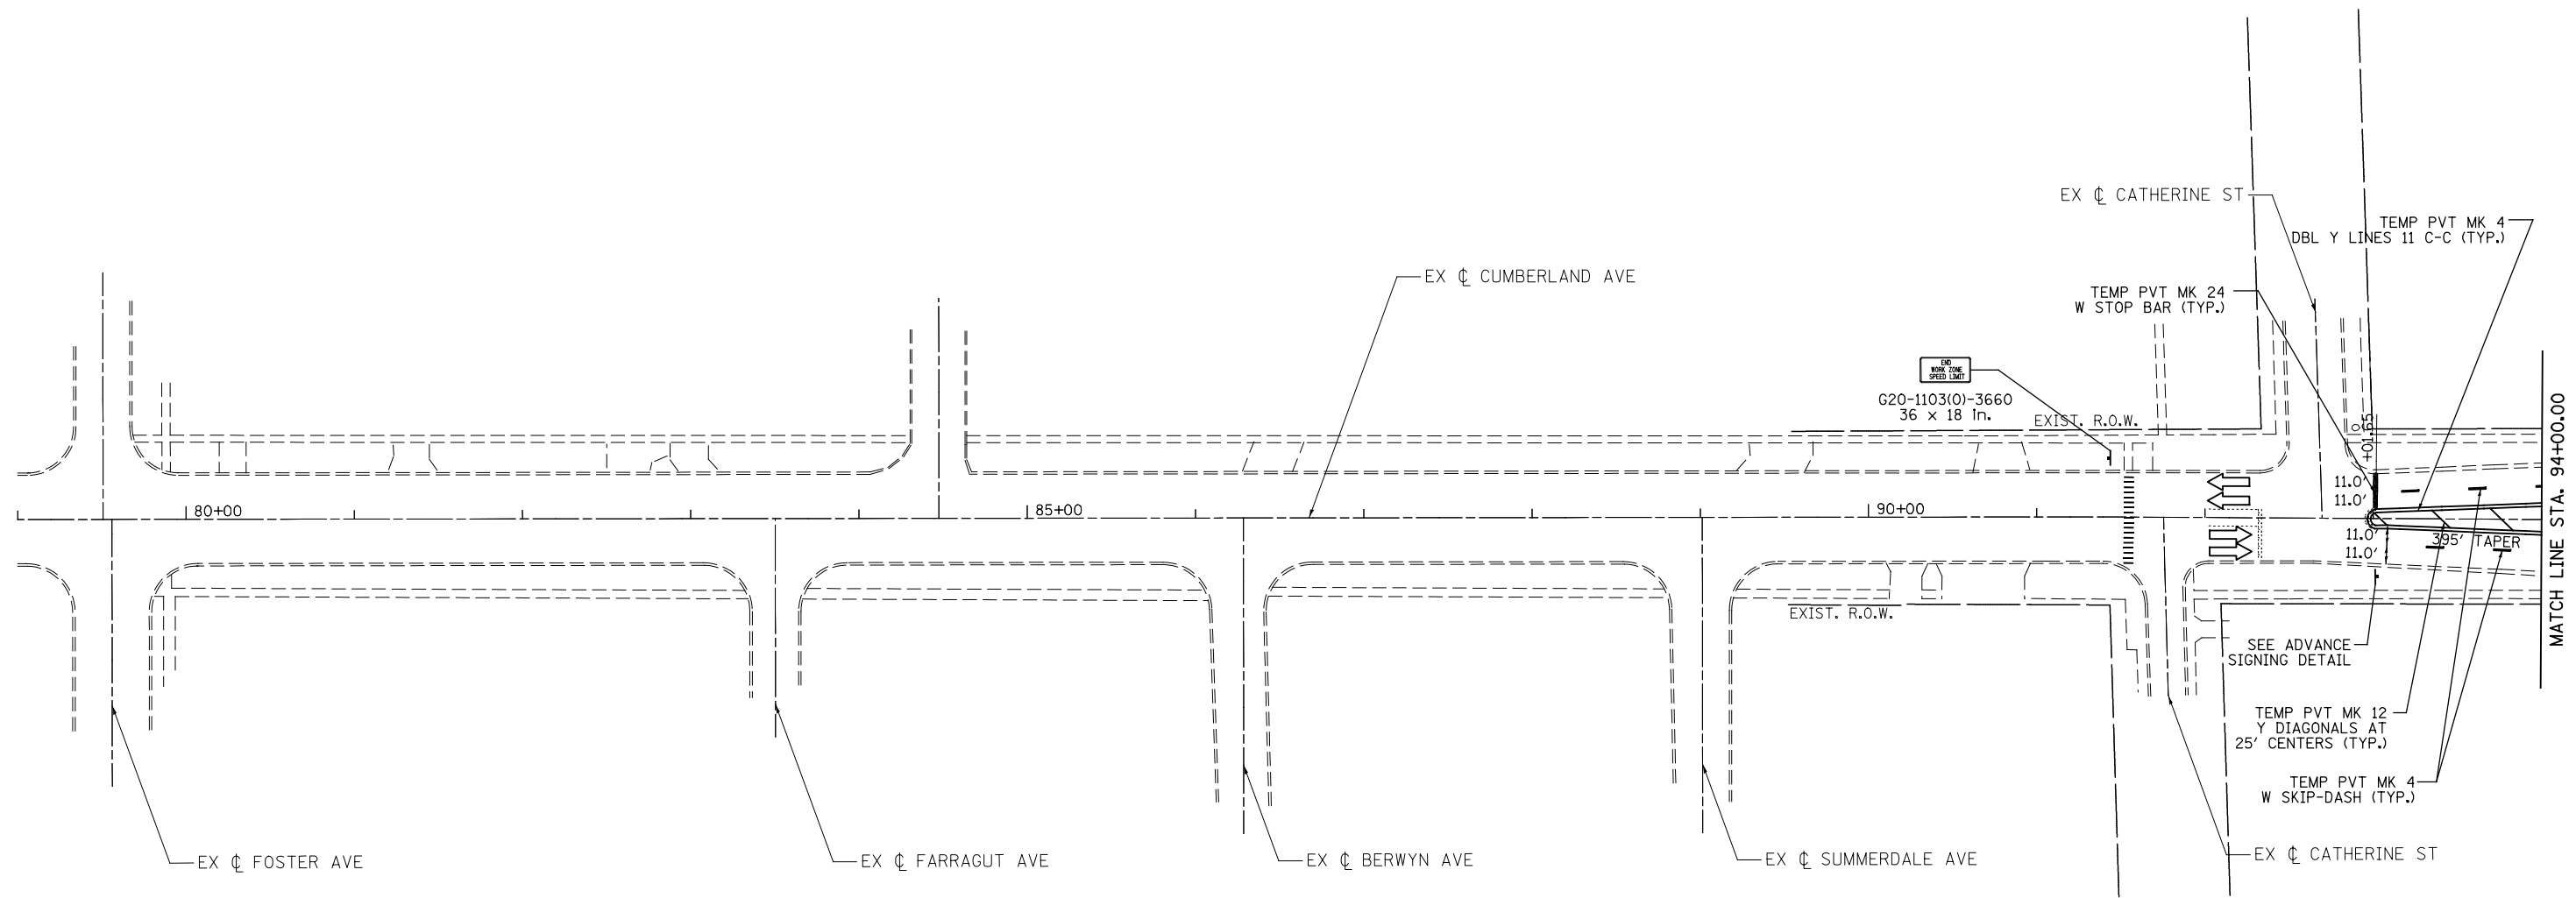 EX ℄ CATHERINE ST
TEMP PVT MK 4
DBL Y LINES 11 C-C (TYP.)
EX ℄ CUMBERLAND AVE
TEMP PVT MK 24
W STOP BAR (TYP.)
END
WORK ZONE
SPEED LIMIT
G20-1103(0)-3660
36 x 18 in.
EXIST. R.O.W.
+01.65
0'
11.0'
11.0'
80+00
85+00
90+00
11.0'
11.0'
395' TAPER
MATCH LINE STA. 94+00.00
EXIST. R.O.W.
SEE ADVANCE
SIGNING DETAIL
TEMP PVT MK 12
Y DIAGONALS AT
25' CENTERS (TYP.)
TEMP PVT MK 4
W SKIP-DASH (TYP.)
EX ℄ FOSTER AVE
EX ℄ FARRAGUT AVE
EX ℄ BERWYN AVE
EX ℄ SUMMERDALE AVE
EX ℄ CATHERINE ST